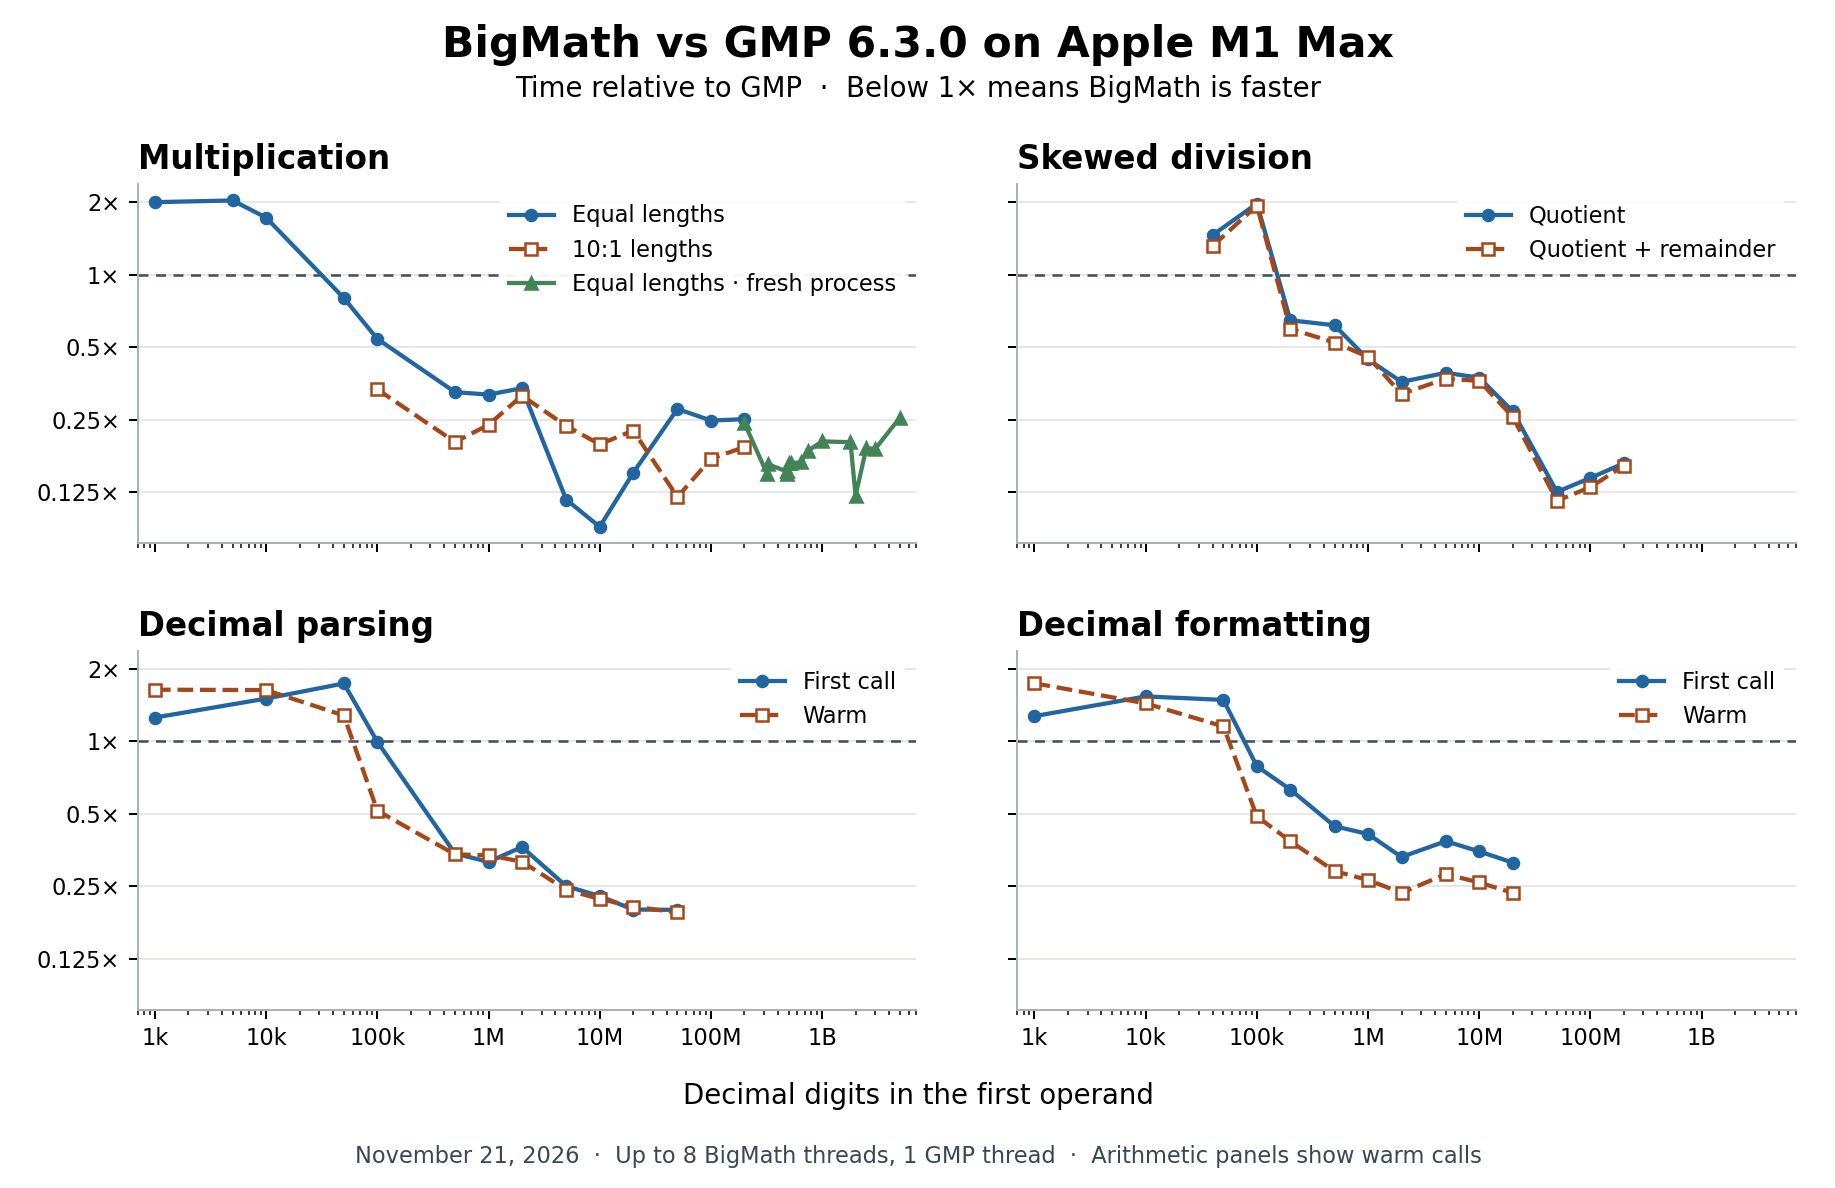 BigMath vs GMP 6.3.0 on Apple M1 Max
Time relative to GMP · Below 1× means BigMath is faster
Multiplication
2×
1×
0.5×
0.25×
0.125×
Equal lengths
10:1 lengths
Equal lengths · fresh process
Skewed division
Quotient
Quotient + remainder
Decimal parsing
2×
1×
0.5×
0.25×
0.125×
First call
Warm
1k 10k 100k 1M 10M 100M 1B
Decimal formatting
First call
Warm
1k 10k 100k 1M 10M 100M 1B
Decimal digits in the first operand
November 21, 2026 · Up to 8 BigMath threads, 1 GMP thread · Arithmetic panels show warm calls